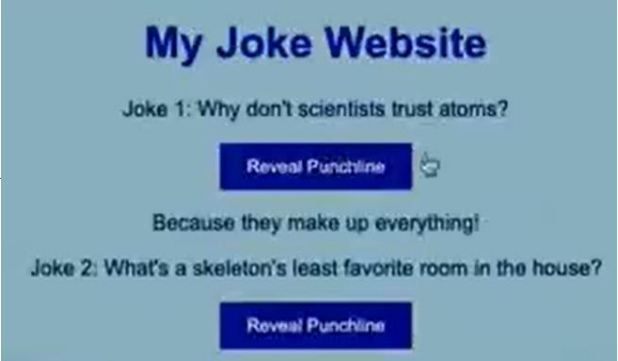 My Joke Website
Joke 1: Why don't scientists trust atoms?
Reveal Punchline
Because they make up everything!
Joke 2: What's a skeleton's least favorite room in the house?
Reveal Punchline